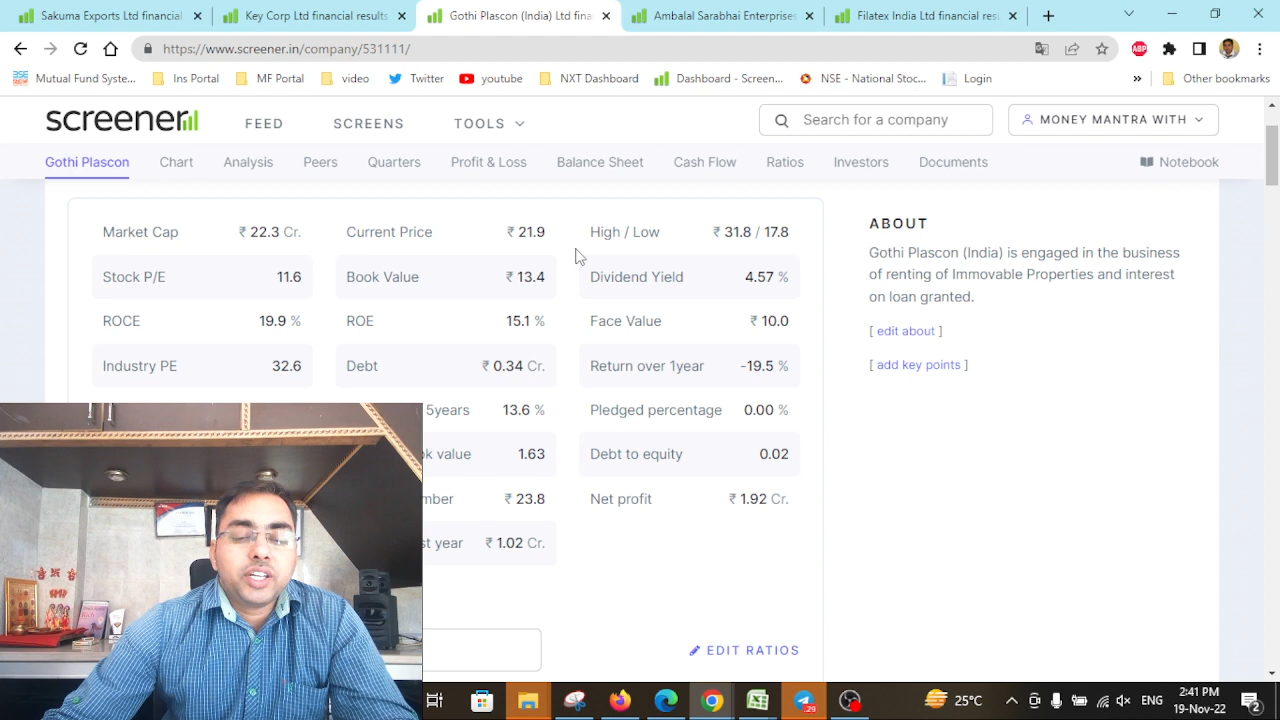 Sakuma Ltd financial
Key Corp Ltd financial results
Gothi Plascon (India) Ltd fina
Ambalal Sarabhai Enterprises
Filatex India Ltd financial res
https://www.screener.in/company/531111/
Mutual Fund Syste...
Ins Portal
MF Portal
video
Twitter
youtube
NXT Dashboard
Dashboard - Screen...
NSE - National Stoc...
Login
»
Other bookmarks
screener
FEED
SCREENS
TOOLS
Search for a company
MONEY MANTRA WITH
Gothi Plascon Chart Analysis Peers Quarters Profit & Loss Balance Sheet Cash Flow Ratios Investors Documents Notebook
Market Cap ₹ 22.3 Cr. Current Price ₹ 21.9 High / Low ₹ 31.8 / 17.8
Stock P/E 11.6 Book Value ₹ 13.4 Dividend Yield 4.57 %
ROCE 19.9 % ROE 15.1 % Face Value ₹ 10.0
Industry PE 32.6 Debt ₹ 0.34 Cr. Return over 1year -19.5 %
5years 13.6 % Pledged percentage 0.00 %
ok value 1.63 Debt to equity 0.02
mber ₹ 23.8 Net profit ₹ 1.92 Cr.
st year ₹ 1.02 Cr.
EDIT RATIOS
ABOUT
Gothi Plascon (India) is engaged in the business
of renting of Immovable Properties and interest
on loan granted.
[ edit about ]
[ add key points ]
25°C
ENG
2:41 PM
19-Nov-22